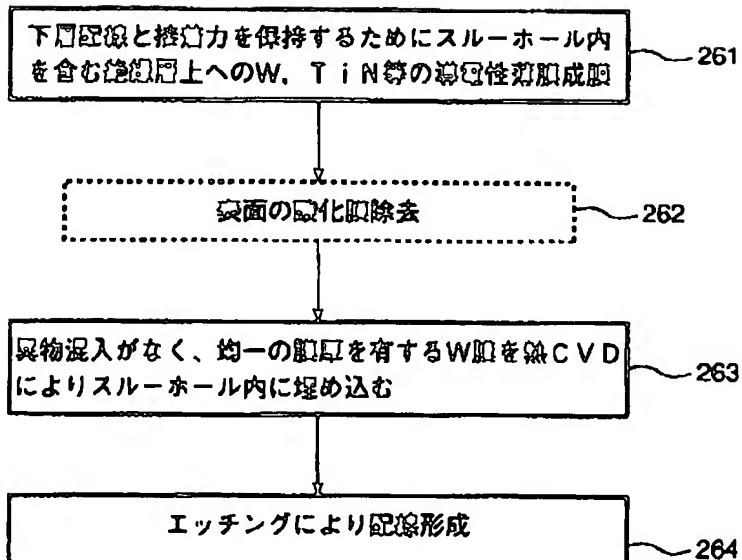 下層配線と接着力を保持するためにスルーホール内
を含む絶縁層上へのW，TiN等の導電性薄膜成膜
261
表面の酸化膜除去
262
異物混入がなく、均一の膜厚を有するW膜を熱CVD
によりスルーホール内に埋め込む
263
エッチングにより配線形成
264